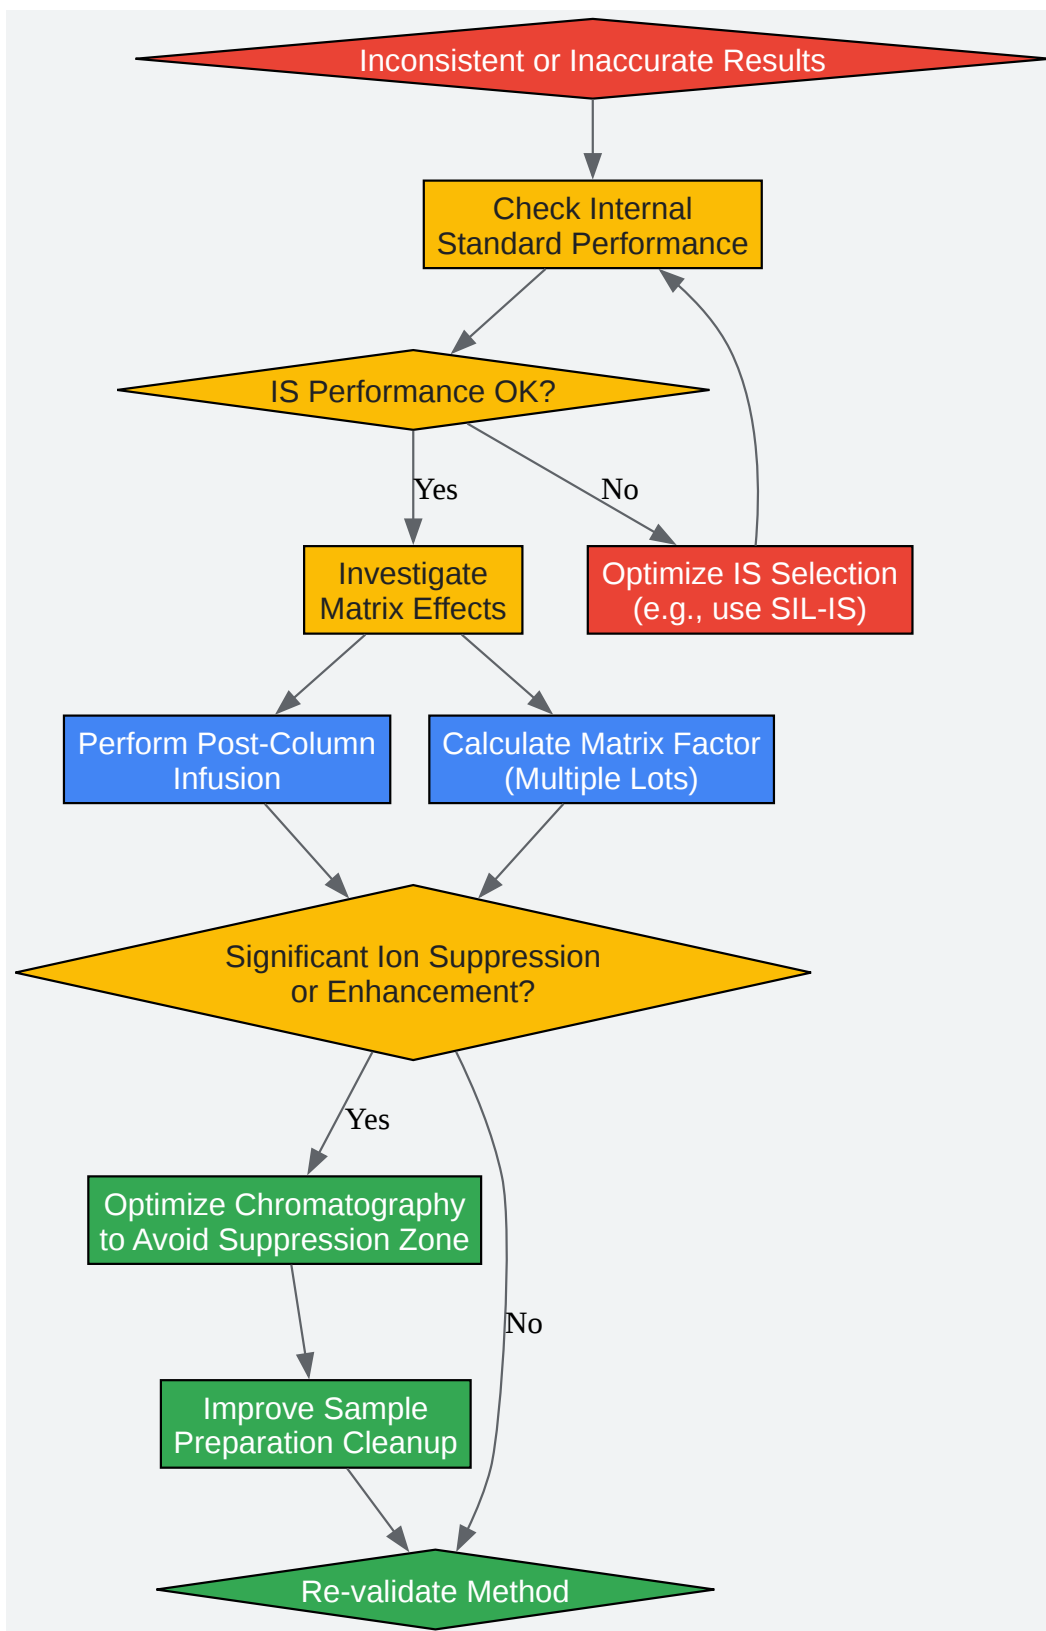 Inconsistent or Inaccurate Results
Check Internal
Standard Performance
IS Performance OK?
Yes
No
Investigate
Matrix Effects
Optimize IS Selection
(e.g., use SIL-IS)
Perform Post-Column
Infusion
Calculate Matrix Factor
(Multiple Lots)
Significant Ion Suppression
or Enhancement?
Yes
Optimize Chromatography
to Avoid Suppression Zone
No
Improve Sample
Preparation Cleanup
Re-validate Method